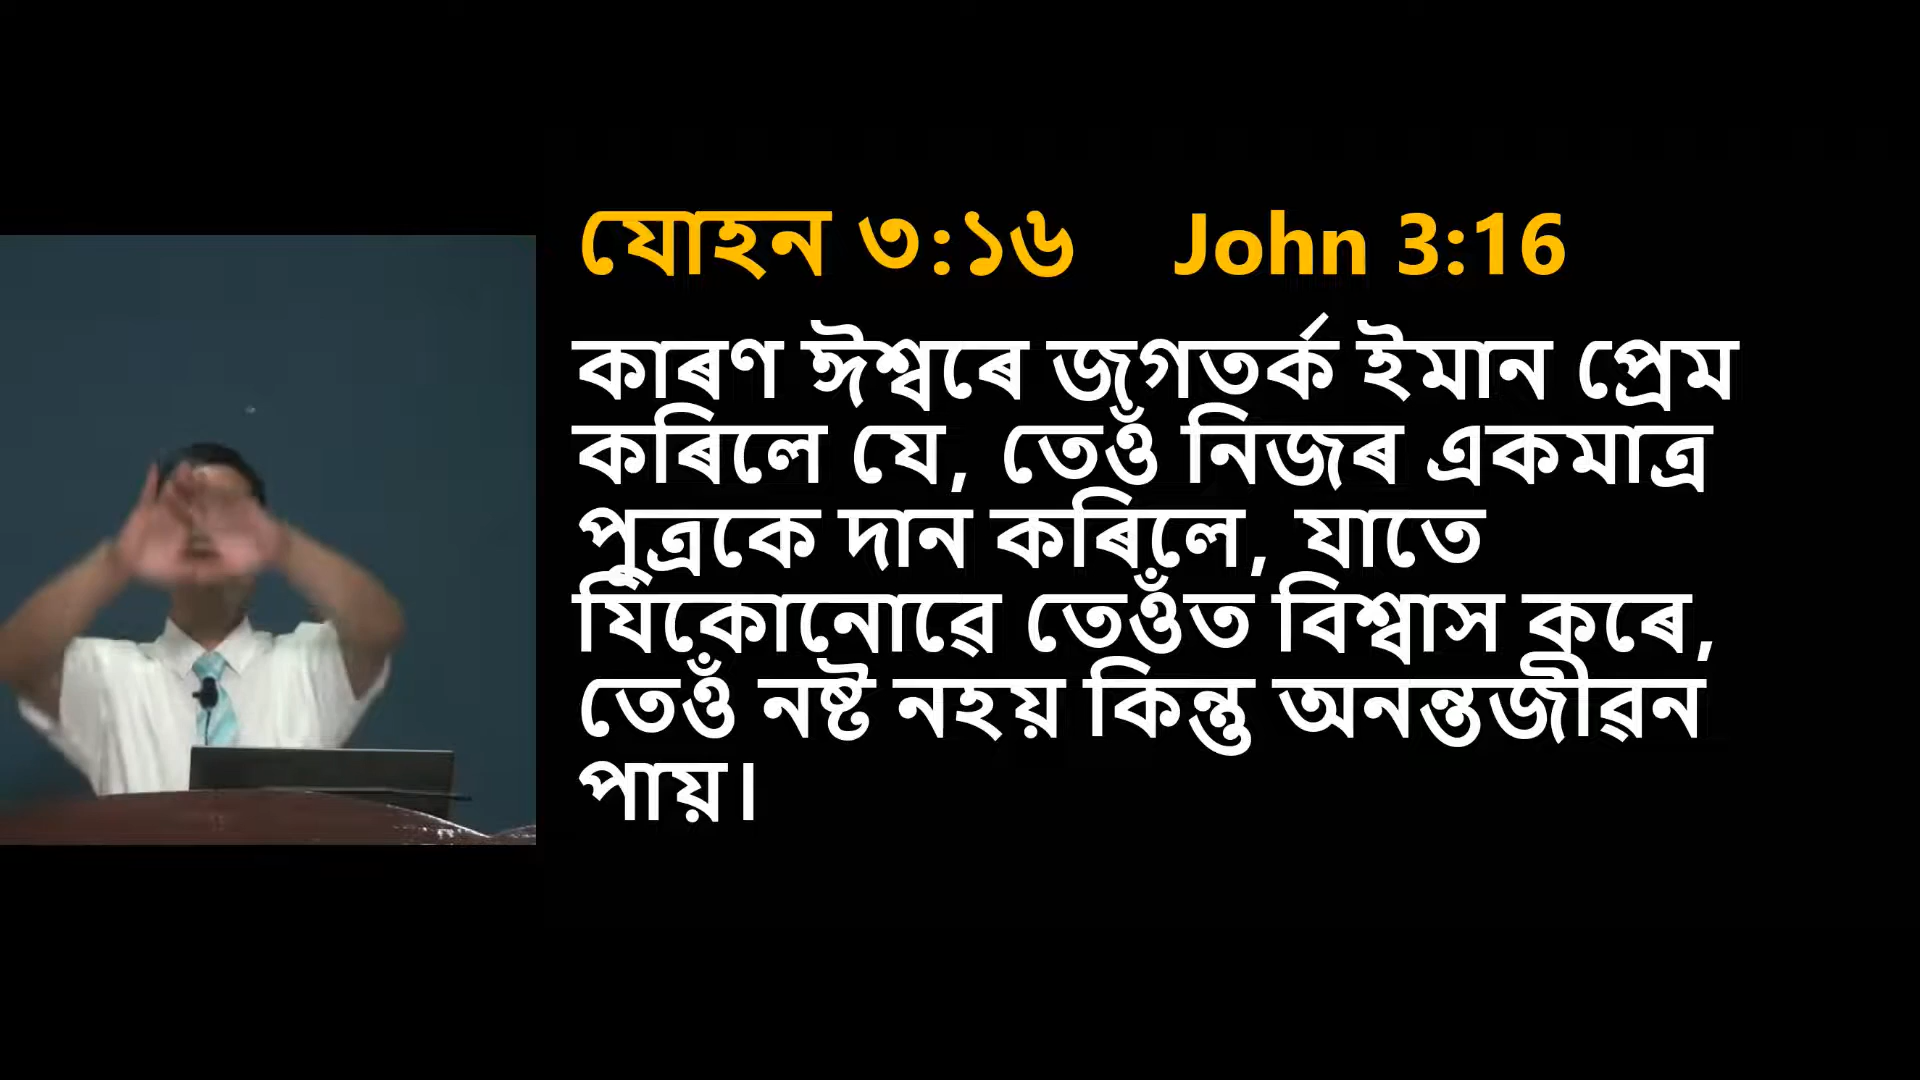 যোহন ৩:১৬ John 3:16
কাৰণ ঈশ্বৰে জগতৰ্ক ইমান প্ৰেম
কৰিলে যে, তেওঁ নিজৰ একমাত্ৰ
পুত্ৰকে দান কৰিলে, যাতে
যিকোনোৱে তেওঁত বিশ্বাস কৰে,
তেওঁ নষ্ট নহয় কিন্তু অনন্তজীৱন
পায়।